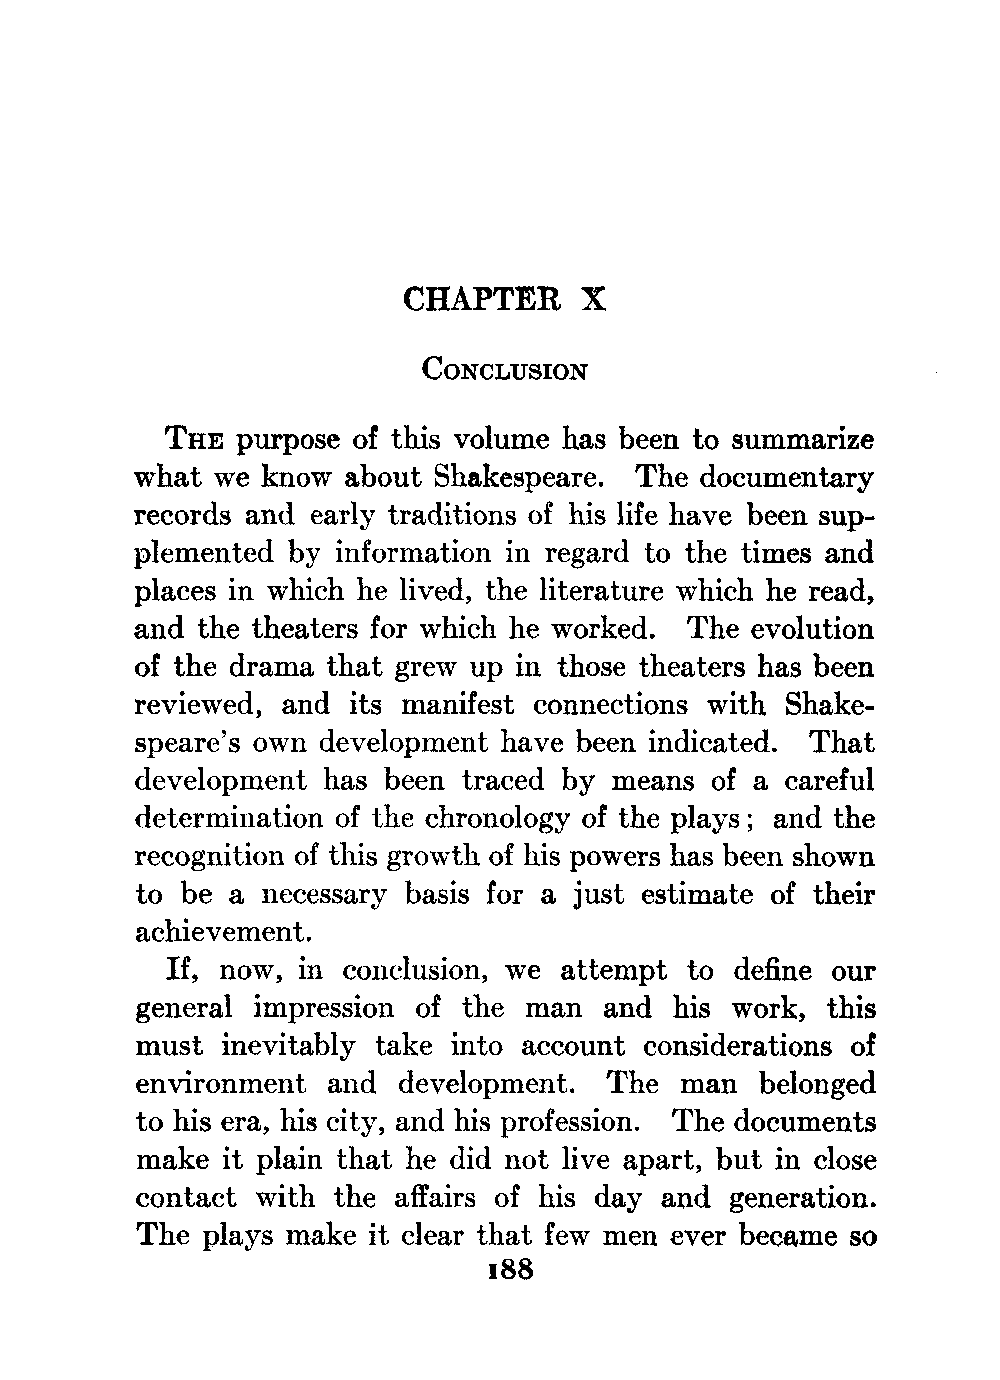 CHAPTER X
CONCLUSION
THE purpose of this volume has been to summarize
what we know about Shakespeare. The documentary
records and early traditions of his life have been sup-
plemented by information in regard to the times and
places in which he lived, the literature which he read,
and the theaters for which he worked. The evolution
of the drama that grew up in those theaters has been
reviewed, and its manifest connections with Shake-
speare's own development have been indicated. That
development has been traced by means of a careful
determination of the chronology of the plays; and the
recognition of this growth of his powers has been shown
to be a necessary basis for a just estimate of their
achievement.
If, now, in conclusion, we attempt to define our
general impression of the man and his work, this
must inevitably take into account considerations of
environment and development. The man belonged
to his era, his city, and his profession. The documents
make it plain that he did not live apart, but in close
contact with the affairs of his day and generation.
The plays make it clear that few men ever became so
188